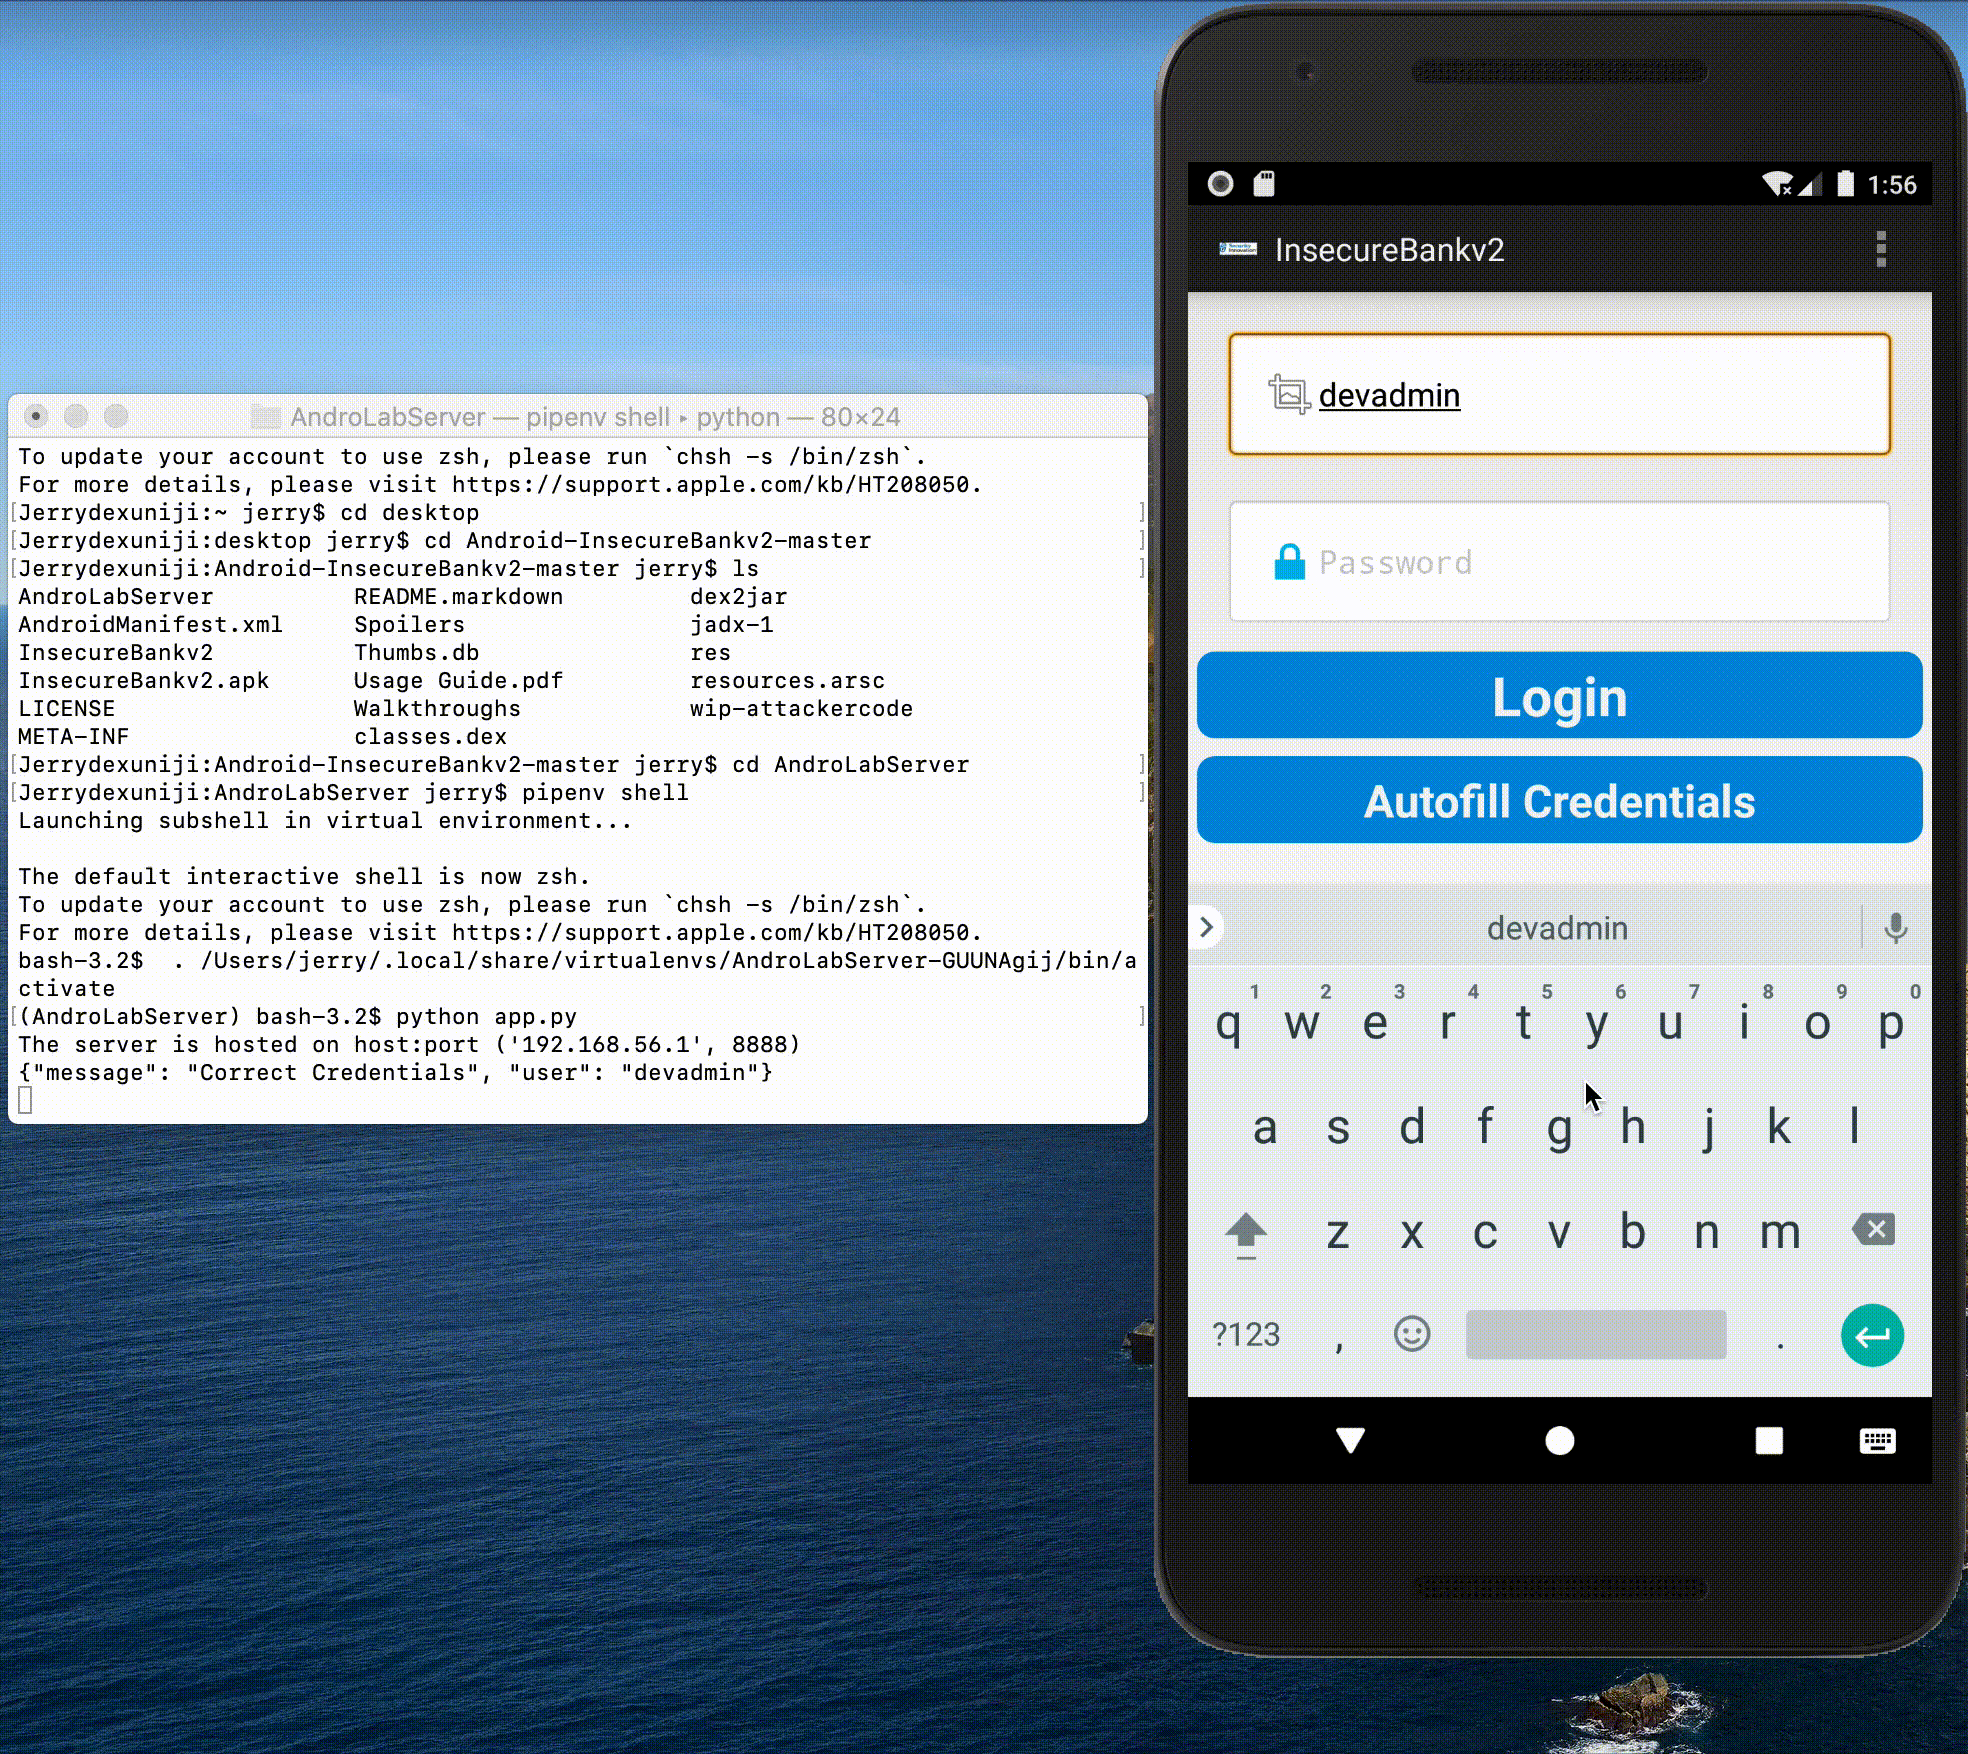 AndroLabServer — pipenv shell ▸ python — 80×24
To update your account to use zsh, please run `chsh -s /bin/zsh`.
For more details, please visit https://support.apple.com/kb/HT208050.
[Jerrydexuniji:~ jerry$ cd desktop ]
[Jerrydexuniji:desktop jerry$ cd Android-InsecureBankv2-master ]
[Jerrydexuniji:Android-InsecureBankv2-master jerry$ ls ]
AndroLabServer README.markdown dex2jar
AndroidManifest.xml Spoilers jadx-1
InsecureBankv2 Thumbs.db res
InsecureBankv2.apk Usage Guide.pdf resources.arsc
LICENSE Walkthroughs wip-attackercode
META-INF classes.dex
[Jerrydexuniji:Android-InsecureBankv2-master jerry$ cd AndroLabServer ]
[Jerrydexuniji:AndroLabServer jerry$ pipenv shell ]
Launching subshell in virtual environment...
The default interactive shell is now zsh.
To update your account to use zsh, please run `chsh -s /bin/zsh`.
For more details, please visit https://support.apple.com/kb/HT208050.
bash-3.2$  . /Users/jerry/.local/share/virtualenvs/AndroLabServer-GUUNAgij/bin/a
ctivate
[(AndroLabServer) bash-3.2$ python app.py ]
The server is hosted on host:port ('192.168.56.1', 8888)
{"message": "Correct Credentials", "user": "devadmin"}
1:56
Security Innovation InsecureBankv2
devadmin
Password
Login
Autofill Credentials
devadmin
1 2 3 4 5 6 7 8 9 0
q w e r t y u i o p
a s d f g h j k l
z x c v b n m
?123 , .